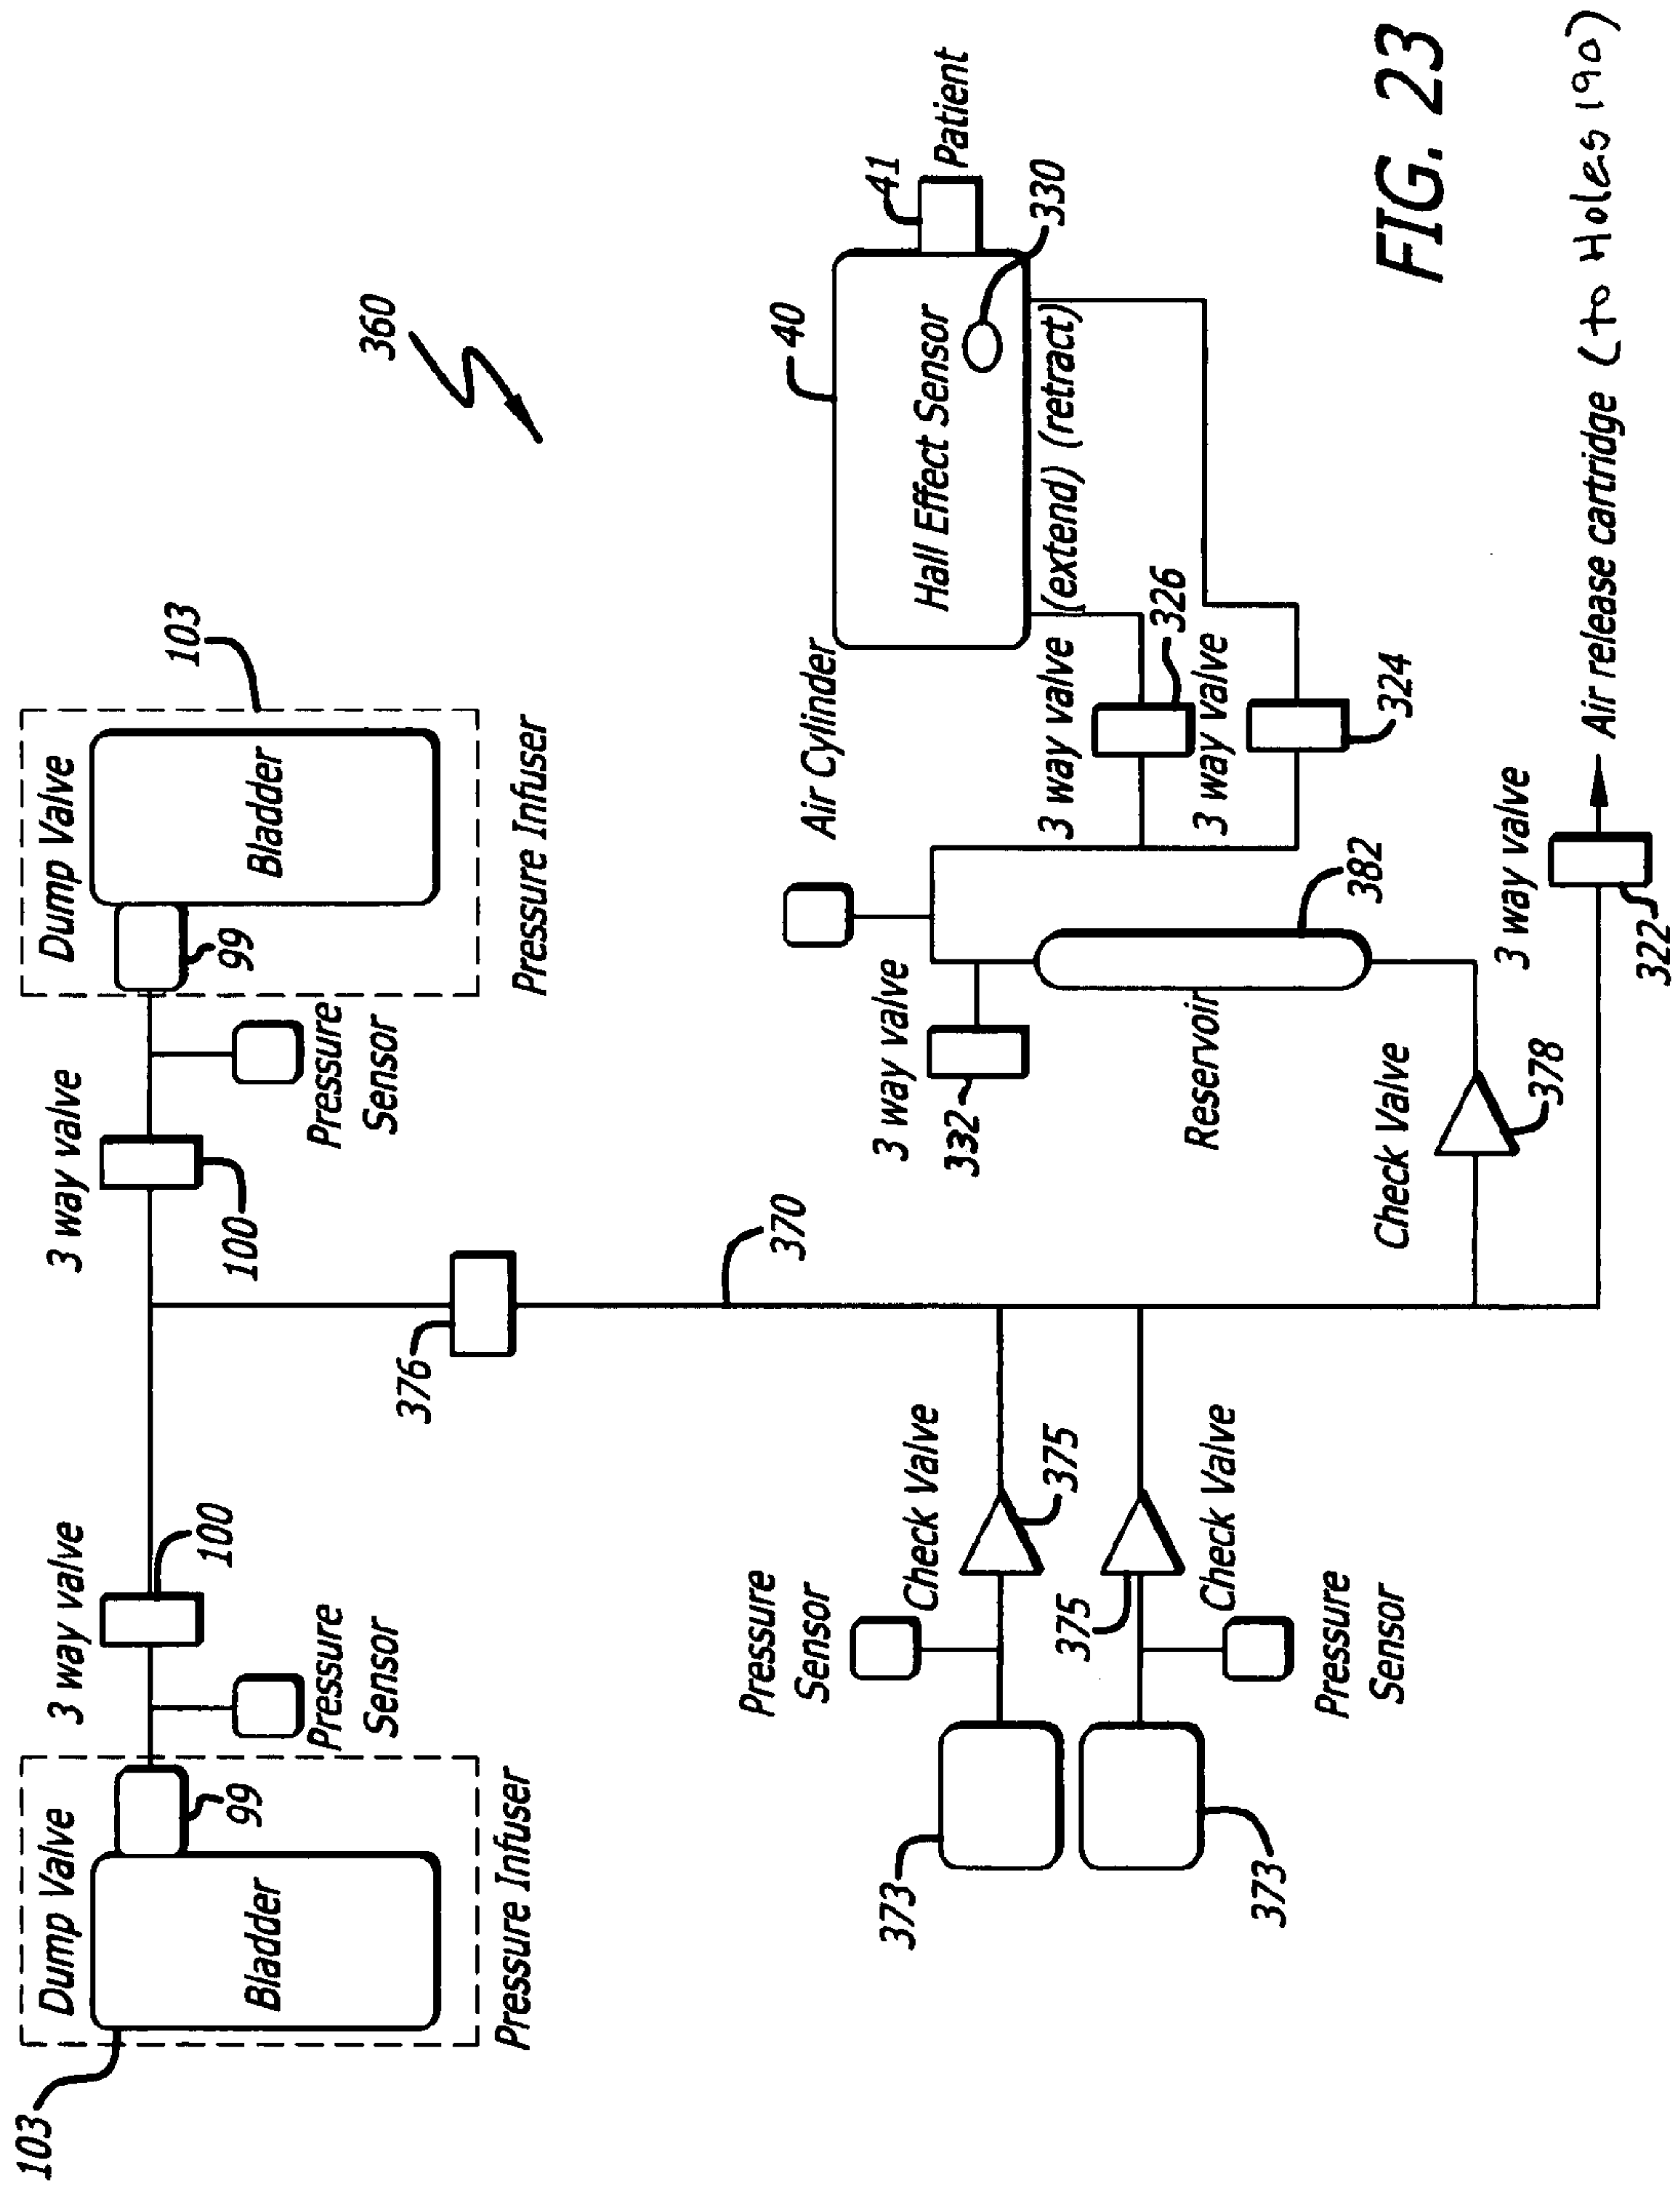 360
103
Dump Valve
Bladder
99
Pressure Infuser
3 way valve
Pressure
Sensor
100
3 way valve
Pressure
Sensor
100
103
Dump Valve
Bladder
99
Pressure Infuser
376
370
Pressure
Sensor
Check Valve
375
373
375
Check Valve
Pressure
Sensor
373
3 way valve
332
Reservoir
382
Check Valve
378
Air Cylinder
40
Hall Effect Sensor
41
Patient
330
(extend) (retract)
3 way valve
326
3 way valve
324
3 way valve
322
Air release cartridge (to Holes 190)
FIG. 23